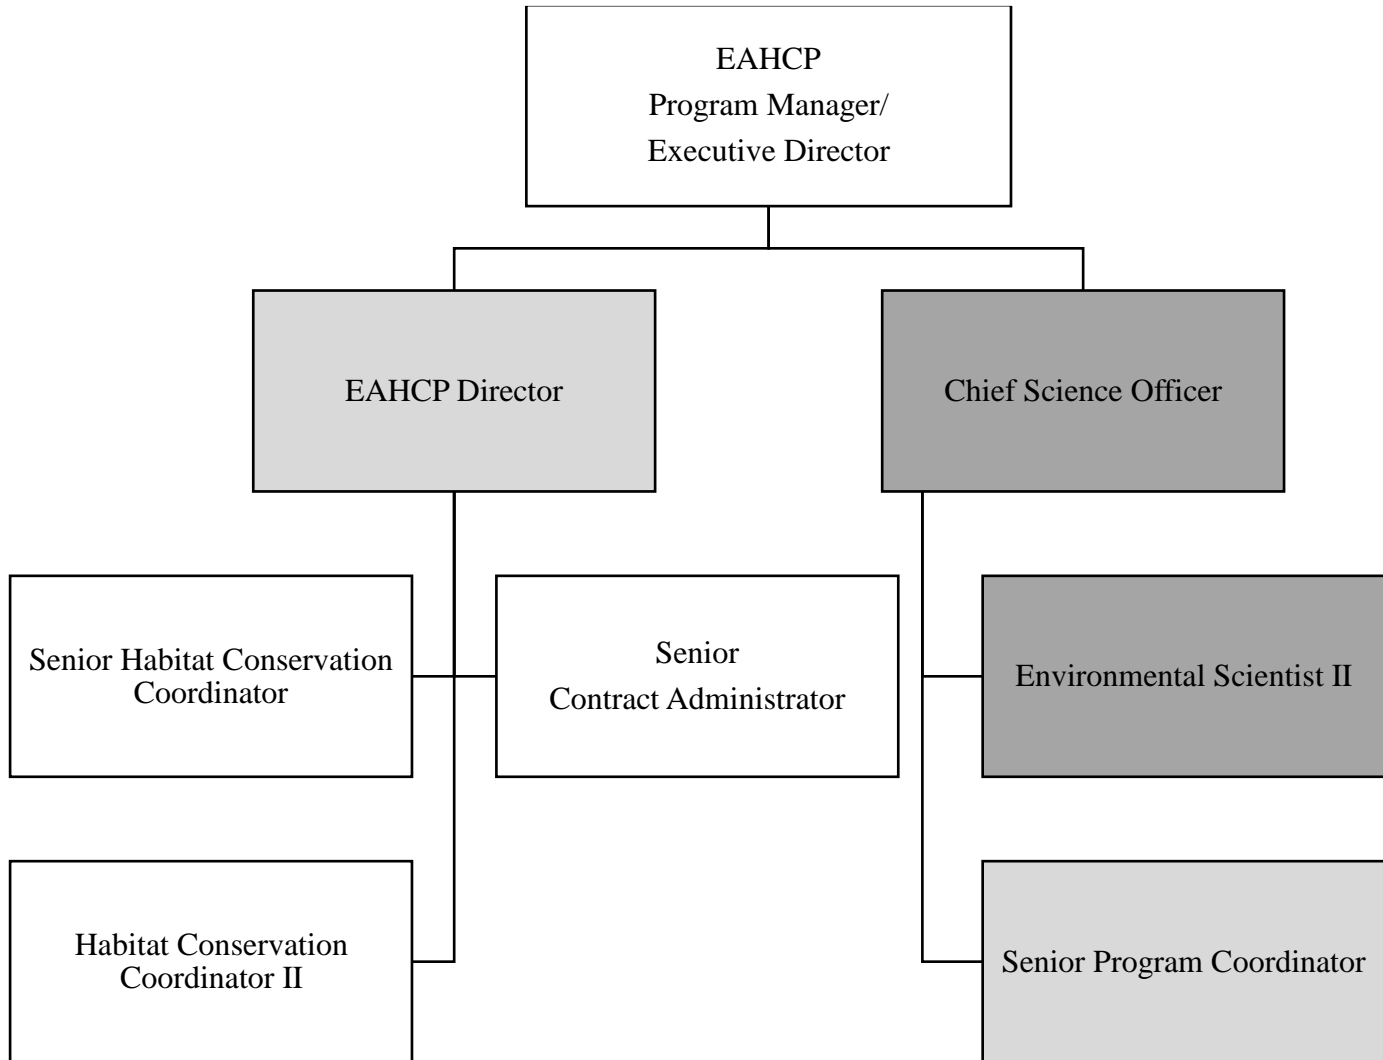 EAHCP
Program Manager/
Executive Director
EAHCP Director
Chief Science Officer
Senior Habitat Conservation
Coordinator
Senior
Contract Administrator
Environmental Scientist II
Habitat Conservation
Coordinator II
Senior Program Coordinator